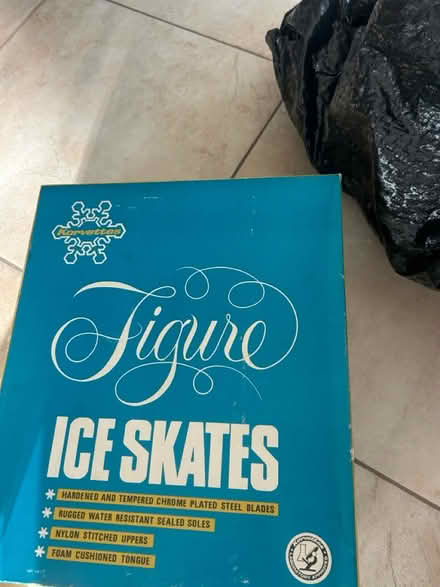 Korvettes
Figure
ICE SKATES
* HARDENED AND TEMPERED CHROME PLATED STEEL BLADES
* RUGGED WATER RESISTANT SEALED SOLES
* NYLON STITCHED UPPERS
* FOAM CUSHIONED TONGUE